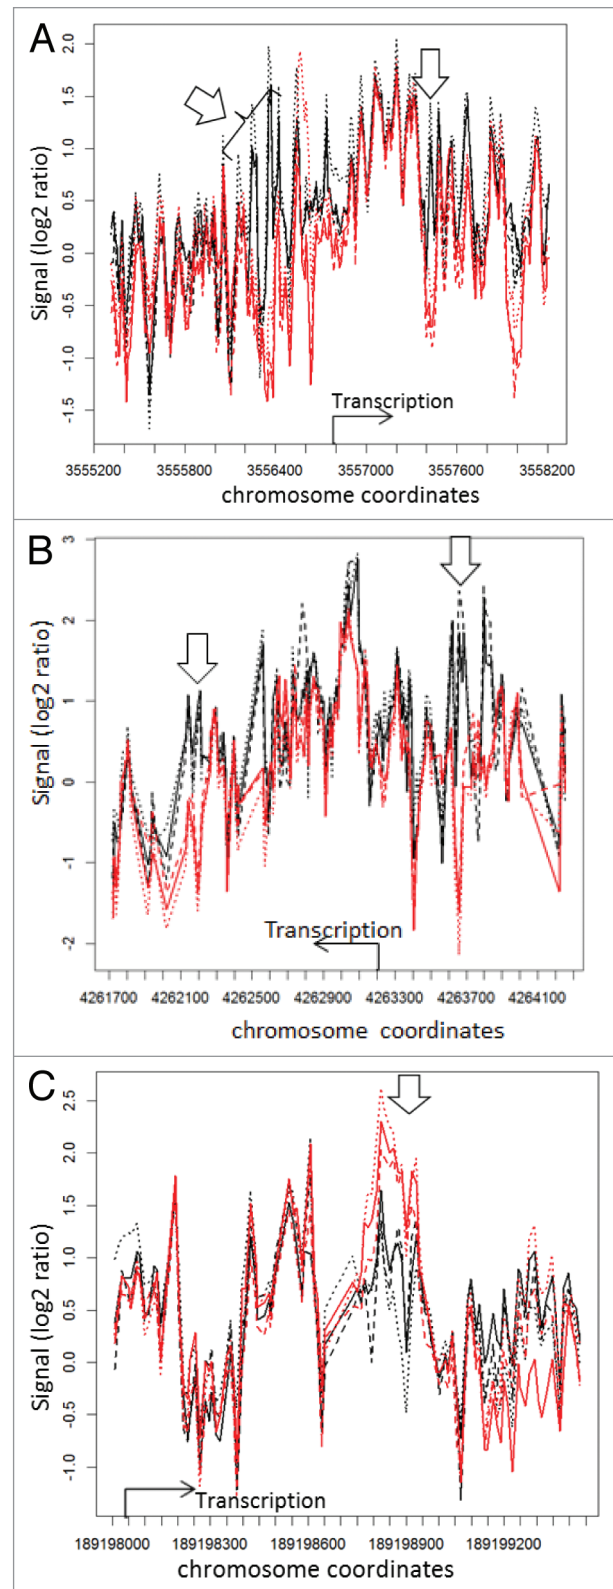 A
Signal (log2 ratio)
2.0
1.5
1.0
0.5
0.0
-0.5
-1.0
-1.5
Transcription
3555200 3555800 3556400 3557000 3557600 3558200
chromosome coordinates
B
Signal (log2 ratio)
3
2
1
0
-1
-2
Transcription
4261700 4262100 4262500 4262900 4263300 4263700 4264100
chromosome coordinates
C
Signal (log2 ratio)
2.5
2.0
1.5
1.0
0.5
0.0
-0.5
-1.0
Transcription
189198000 189198300 189198600 189198900 189199200
chromosome coordinates